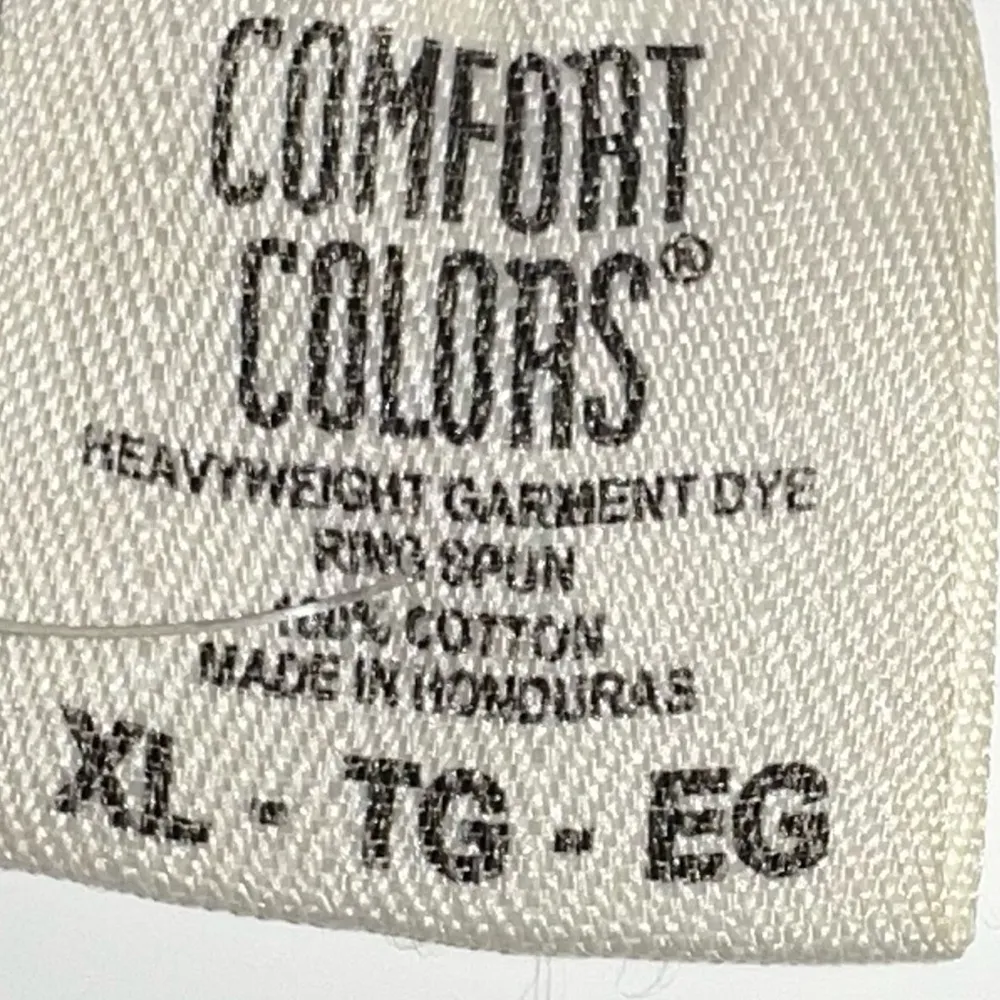 COMFORT
COLORS®
HEAVYWEIGHT GARMENT DYE
RING SPUN
100% COTTON
MADE IN HONDURAS
XL - TG - EG